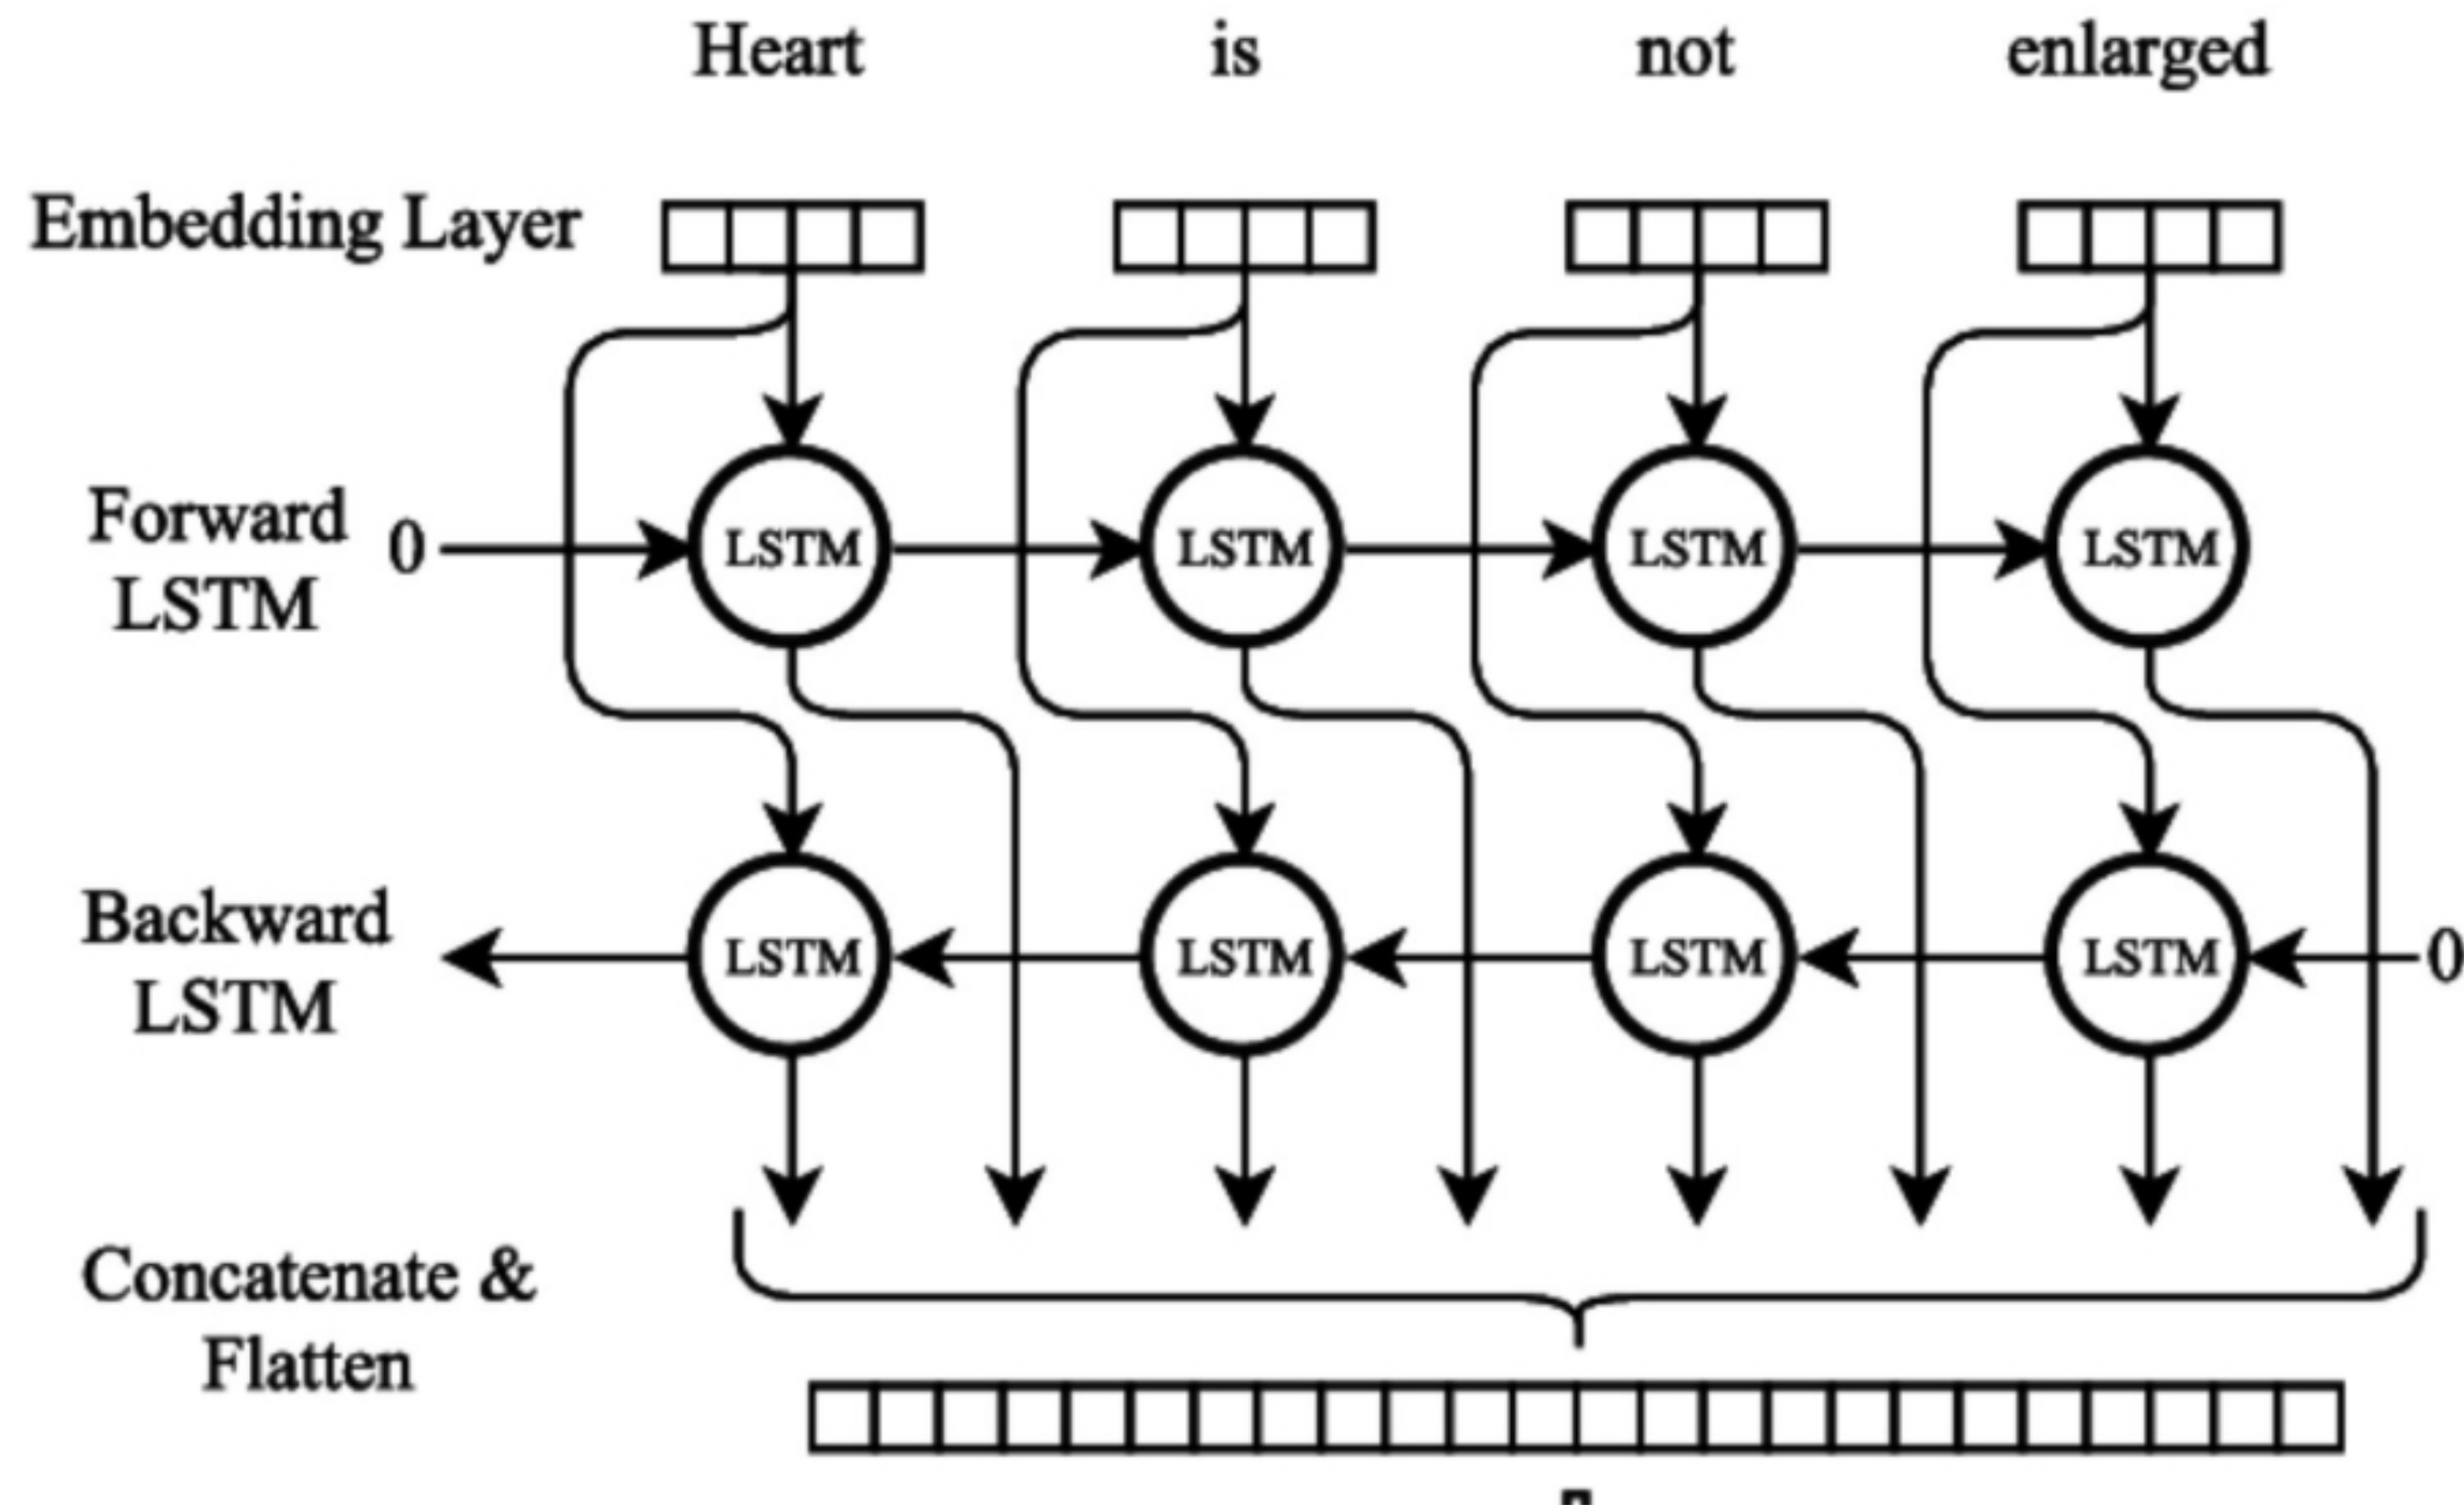 Heart is not enlarged
Embedding Layer
Forward
LSTM
0
LSTM LSTM LSTM LSTM
Backward
LSTM
LSTM LSTM LSTM LSTM
0
Concatenate &
Flatten